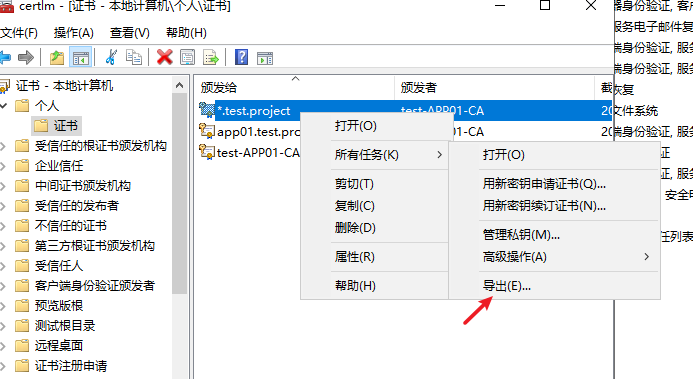 certlm - [证书 - 本地计算机\个人\证书]
文件(F) 操作(A) 查看(V) 帮助(H)
证书 - 本地计算机
个人
证书
受信任的根证书颁发机构
企业信任
中间证书颁发机构
受信任的发布者
不信任的证书
第三方根证书颁发机构
受信任人
客户端身份验证颁发者
预览版根
测试根目录
远程桌面
证书注册申请
颁发给 颁发者 截
*.test.project test-APP01-CA 20
app01.test.pro
test-APP01-CA
打开(O)
所有任务(K)
剪切(T)
复制(C)
删除(D)
属性(R)
帮助(H)
打开(O)
用新密钥申请证书(Q)...
用新密钥续订证书(N)...
管理私钥(M)...
高级操作(A)
导出(E)...
器身份验证, 客户
服务电子邮件复
端身份验证, 服务
端身份验证, 服务
恢复
文件系统
端身份验证, 服务
证
证, 服务
安全电
任列表